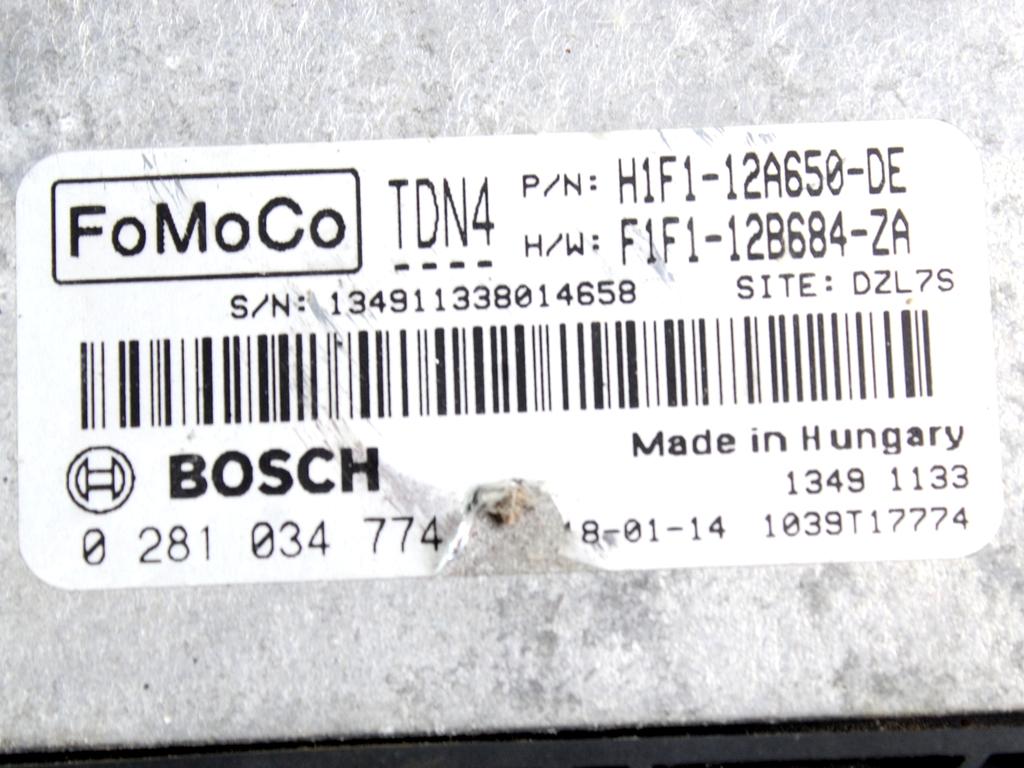 FoMoCo
TDN4
P/N: H1F1-12A650-DE
H/W: F1F1-12B684-ZA
S/N: 134911338014658
SITE: DZL7S
BOSCH
Made in Hungary
1349 1133
0 281 034 774 8-01-14 1039T17774